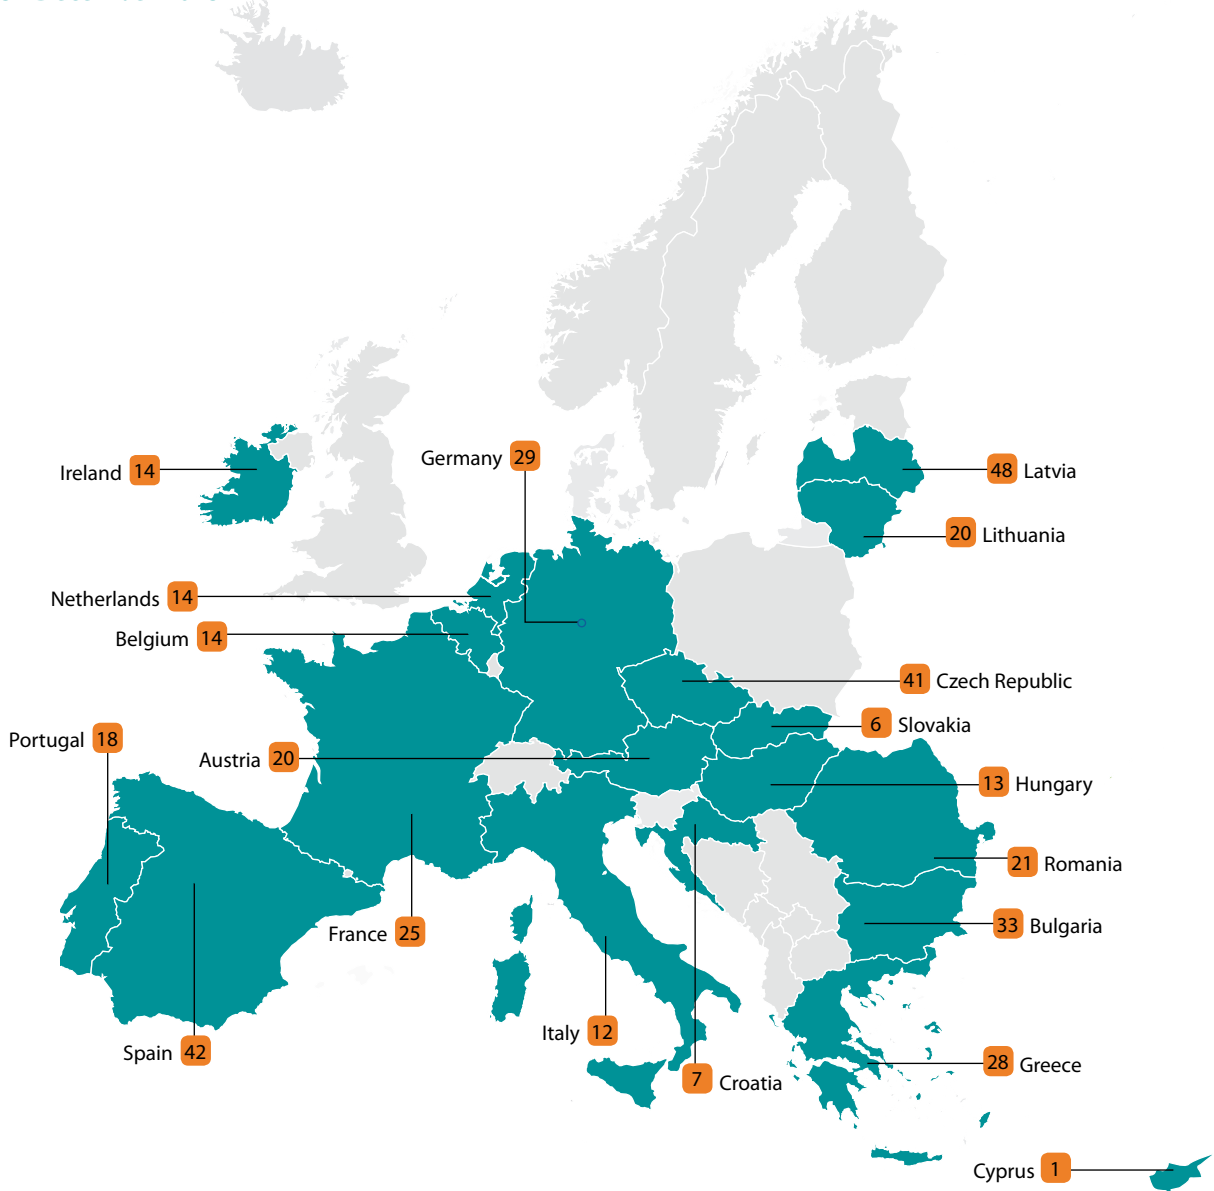 Germany 29
Ireland 14
48 Latvia
20 Lithuania
Netherlands 14
Belgium 14
41 Czech Republic
6 Slovakia
Portugal 18
Austria 20
13 Hungary
21 Romania
France 25
33 Bulgaria
Italy 12
Spain 42
28 Greece
7 Croatia
Cyprus 1